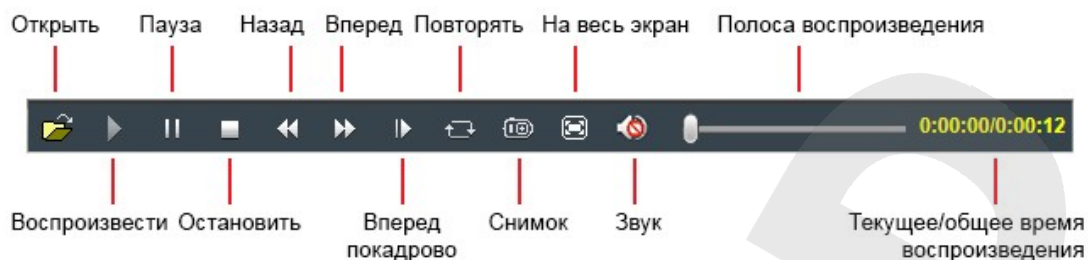 Открыть Пауза Назад Вперед Повторять На весь экран Полоса воспроизведения
0:00:00/0:00:12
Воспроизвести Остановить Вперед покадрово Снимок Звук Текущее/общее время воспроизведения